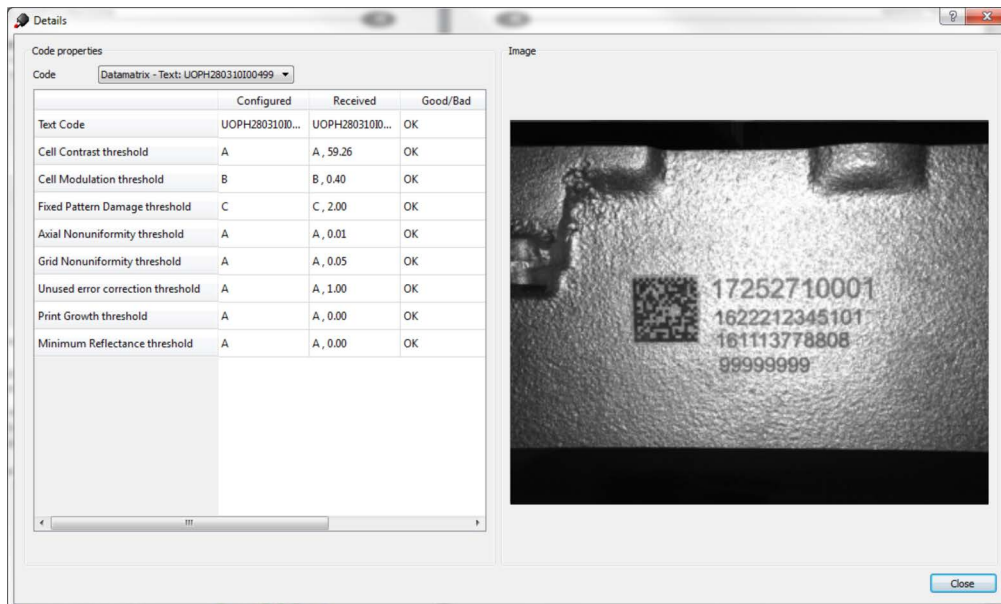 Details
Code properties
Code Datamatrix - Text: UOPH280310I00499
Configured Received Good/Bad
Text Code UOPH280310I0... UOPH280310I0... OK
Cell Contrast threshold A A , 59.26 OK
Cell Modulation threshold B B , 0.40 OK
Fixed Pattern Damage threshold C C , 2.00 OK
Axial Nonuniformity threshold A A , 0.01 OK
Grid Nonuniformity threshold A A , 0.05 OK
Unused error correction threshold A A , 1.00 OK
Print Growth threshold A A , 0.00 OK
Minimum Reflectance threshold A A , 0.00 OK
Image
17252710001
1622212345101
161113778808
99999999
Close